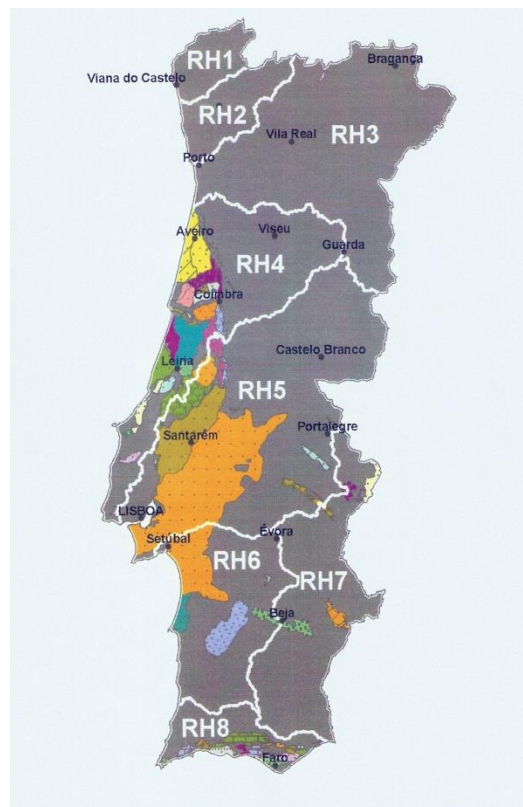 RH1
Bragança
Viana do Castelo
RH2
RH3
Vila Real
Porto
Aveiro
Viseu
Guarda
RH4
Coimbra
Castelo Branco
Leiria
RH5
Portalegre
Santarém
LISBOA
Évora
Setúbal
RH6
RH7
Beja
RH8
Faro